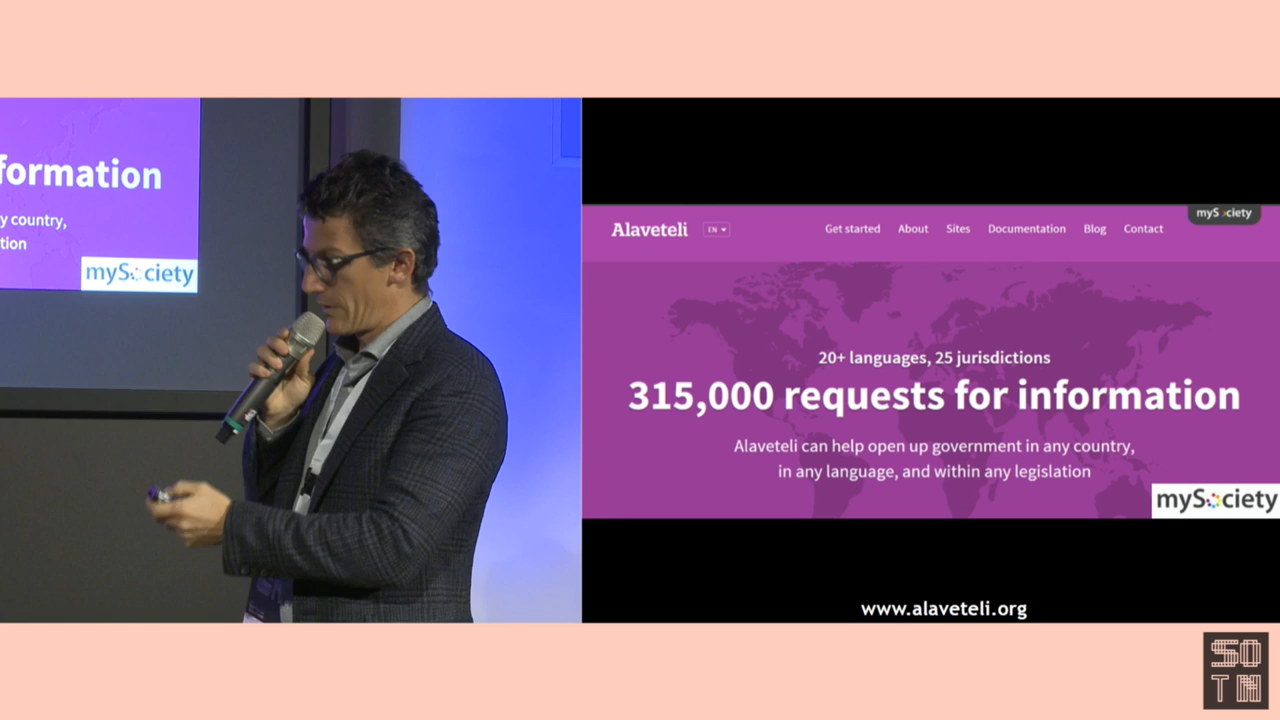 formation
y country,
tion
mySociety
Alaveteli
EN
Get started
About
Sites
Documentation
Blog
Contact
mySociety
20+ languages, 25 jurisdictions
315,000 requests for information
Alaveteli can help open up government in any country,
in any language, and within any legislation
mySociety
www.alaveteli.org
SO
TN